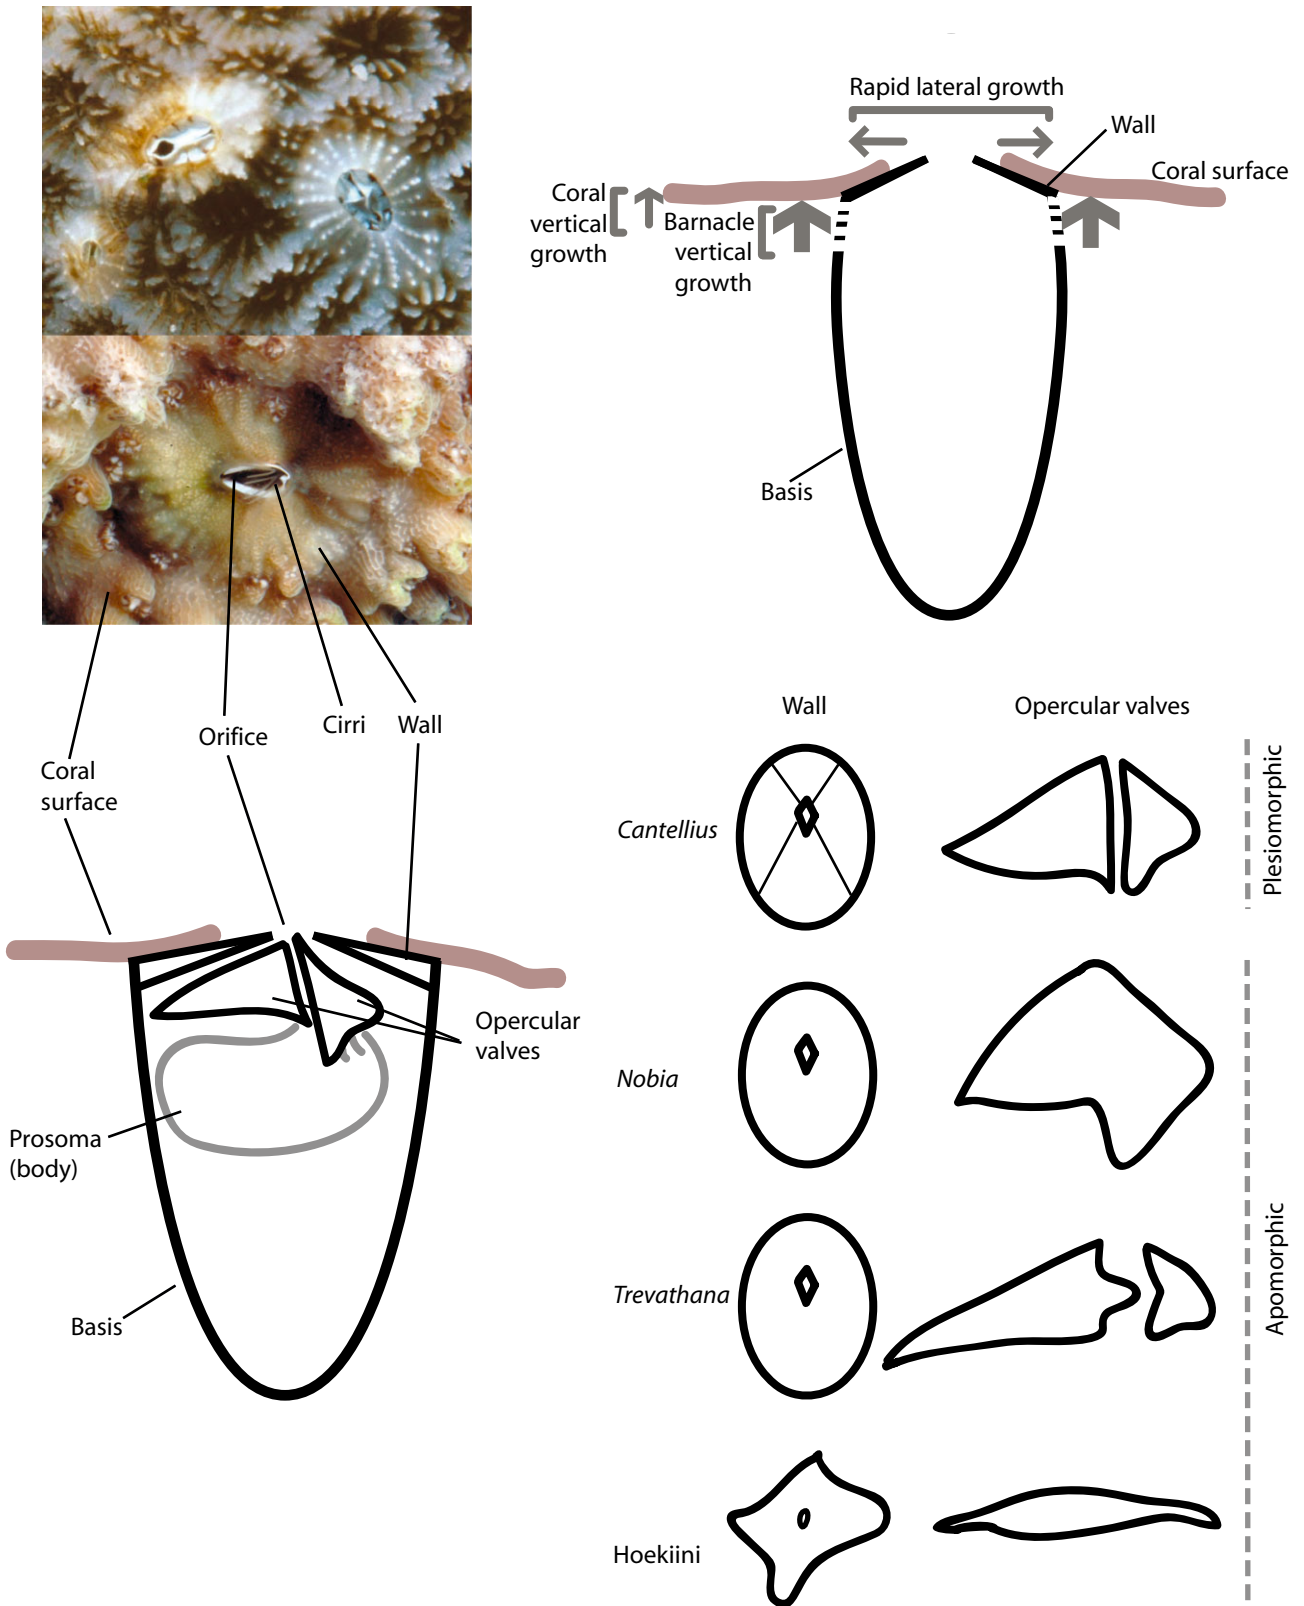 Rapid lateral growth
Wall
Coral surface
Coral
vertical
growth
Barnacle
vertical
growth
Basis
Orifice
Cirri
Wall
Coral
surface
Opercular
valves
Prosoma
(body)
Basis
Wall
Opercular valves
Cantellius
Plesiomorphic
Nobia
Trevathana
Hoekiini
Apomorphic